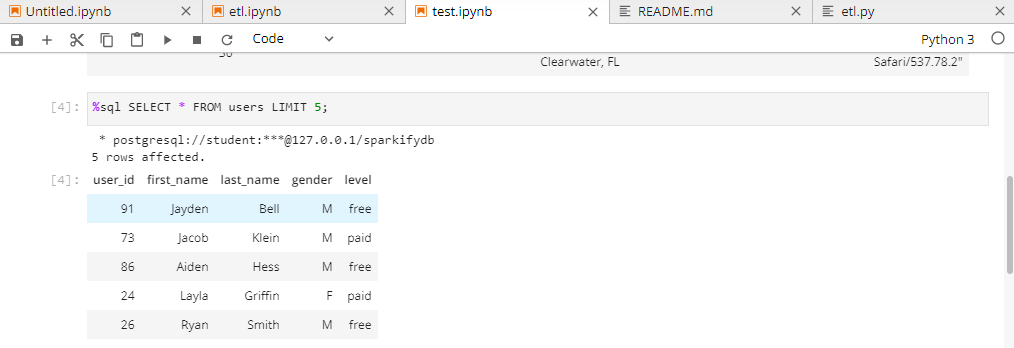 Untitled.ipynb × etl.ipynb × test.ipynb × README.md × etl.py
Code Python 3
30 Clearwater, FL Safari/537.78.2"
[4]: %sql SELECT * FROM users LIMIT 5;
* postgresql://student:***@127.0.0.1/sparkifydb
5 rows affected.
[4]: user_id first_name last_name gender level
91 Jayden Bell M free
73 Jacob Klein M paid
86 Aiden Hess M free
24 Layla Griffin F paid
26 Ryan Smith M free